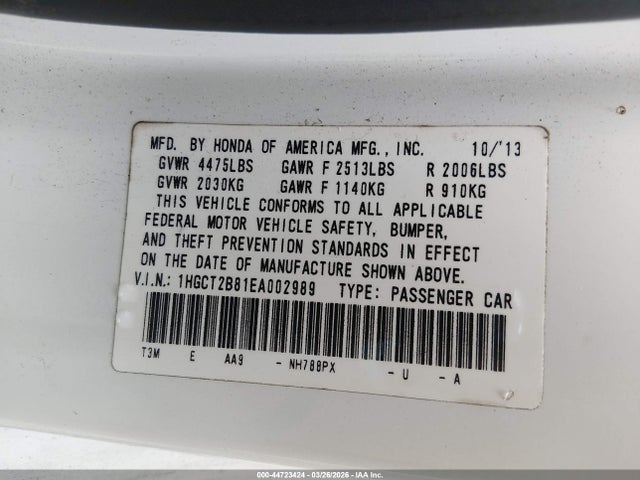 MFD. BY HONDA OF AMERICA MFG., INC. 10/'13
GVWR 4475LBS GAWR F 2513LBS R 2006LBS
GVWR 2030KG GAWR F 1140KG R 910KG
THIS VEHICLE CONFORMS TO ALL APPLICABLE
FEDERAL MOTOR VEHICLE SAFETY, BUMPER,
AND THEFT PREVENTION STANDARDS IN EFFECT
ON THE DATE OF MANUFACTURE SHOWN ABOVE.
V.I.N.: 1HGCT2B81EA002989 TYPE: PASSENGER CAR
T3M E AA9 - NH788PX - U - A
000-44723424 - 03/26/2026 - IAA Inc.